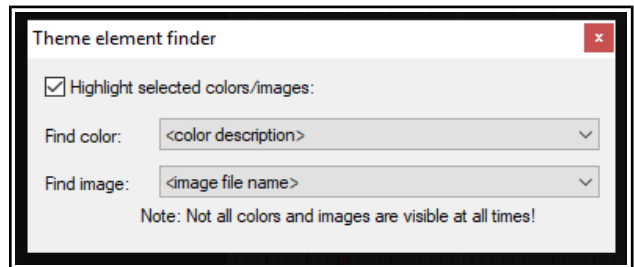 Theme element finder
Highlight selected colors/images:
Find color: <color description>
Find image: <image file name>
Note: Not all colors and images are visible at all times!